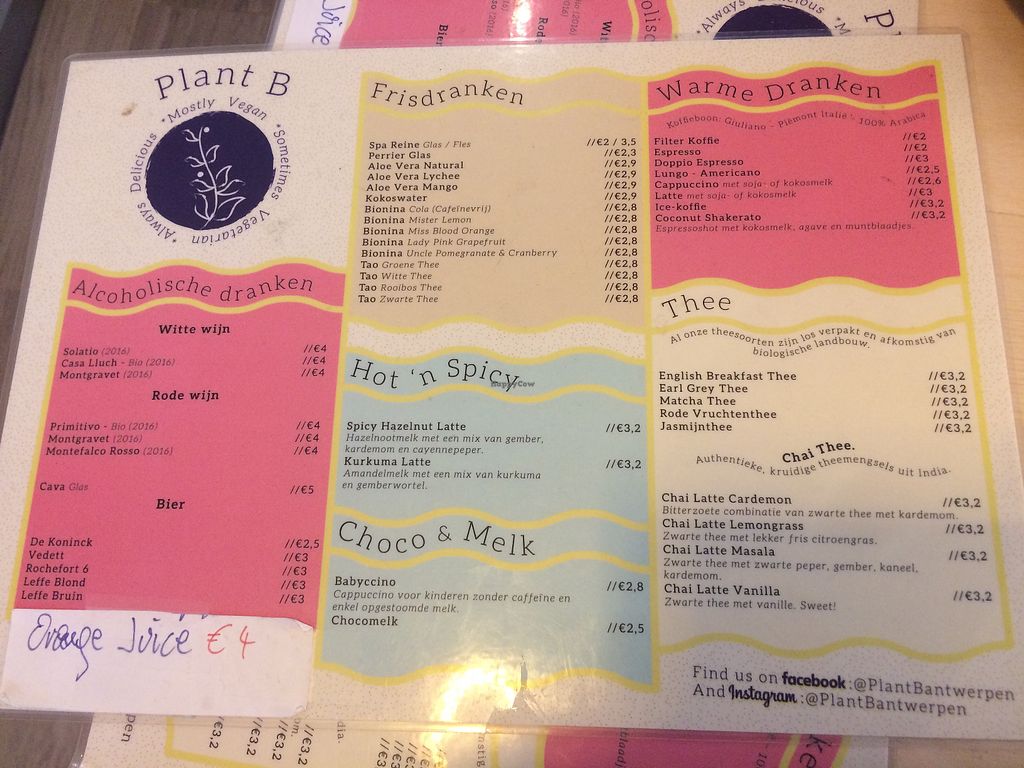 Plant B
*Always Delicious *Mostly Vegan *Sometimes Vegetarian
Alcoholische dranken
Witte wijn
Solatio (2016) //€4
Casa Lluch - Bio (2016) //€4
Montgravet (2016) //€4
Rode wijn
Primitivo - Bio (2016) //€4
Montgravet (2016) //€4
Montefalco Rosso (2016) //€4
Cava Glas //€5
Bier
De Koninck //€2,5
Vedett //€3
Rochefort 6 //€3
Leffe Blond //€3
Leffe Bruin //€3
Orange Juice €4
Frisdranken
Spa Reine Glas / Fles //€2 / 3,5
Perrier Glas //€2,3
Aloe Vera Natural //€2,9
Aloe Vera Lychee //€2,9
Aloe Vera Mango //€2,9
Kokoswater //€2,9
Bionina Cola (Cafeïnevrij) //€2,8
Bionina Mister Lemon //€2,8
Bionina Miss Blood Orange //€2,8
Bionina Lady Pink Grapefruit //€2,8
Bionina Uncle Pomegranate & Cranberry //€2,8
Tao Groene Thee //€2,8
Tao Witte Thee //€2,8
Tao Rooibos Thee //€2,8
Tao Zwarte Thee //€2,8
Hot 'n Spicy
HappyCow
Spicy Hazelnut Latte //€3,2
Hazelnootmelk met een mix van gember,
kardemom en cayennepeper.
Kurkuma Latte //€3,2
Amandelmelk met een mix van kurkuma
en gemberwortel.
Choco & Melk
Babyccino //€2,8
Cappuccino voor kinderen zonder caffeïne en
enkel opgestoomde melk.
Chocomelk //€2,5
Warme Dranken
Koffieboon: Giuliano - Piemont Italie : 100% Arabica
Filter Koffie //€2
Espresso //€2
Doppio Espresso //€3
Lungo - Americano //€2,5
Cappuccino met soja- of kokosmelk //€2,6
Latte met soja- of kokosmelk //€3
Ice-koffie //€3,2
Coconut Shakerato //€3,2
Espressoshot met kokosmelk, agave en muntblaadjes.
Thee
Al onze theesoorten zijn los verpakt en afkomstig van
biologische landbouw.
English Breakfast Thee //€3,2
Earl Grey Thee //€3,2
Matcha Thee //€3,2
Rode Vruchtenthee //€3,2
Jasmijnthee //€3,2
Chai Thee.
Authentieke, kruidige theemengsels uit India.
Chai Latte Cardemon //€3,2
Bitterzoete combinatie van zwarte thee met kardemom.
Chai Latte Lemongrass //€3,2
Zwarte thee met lekker fris citroengras.
Chai Latte Masala //€3,2
Zwarte thee met zwarte peper, gember, kaneel,
kardemom.
Chai Latte Vanilla //€3,2
Zwarte thee met vanille. Sweet!
Find us on facebook:@PlantBantwerpen
And Instagram:@PlantBantwerpen